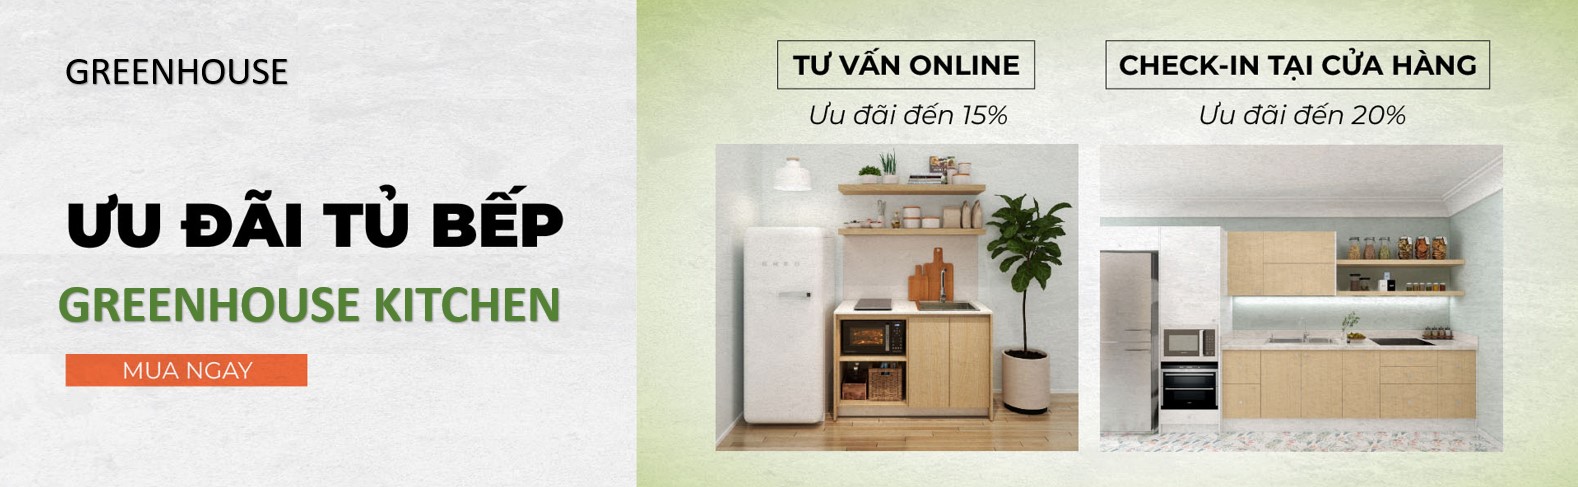 GREENHOUSE
ƯU ĐÃI TỦ BẾP
GREENHOUSE KITCHEN
MUA NGAY
TƯ VẤN ONLINE
Ưu đãi đến 15%
CHECK-IN TẠI CỬA HÀNG
Ưu đãi đến 20%